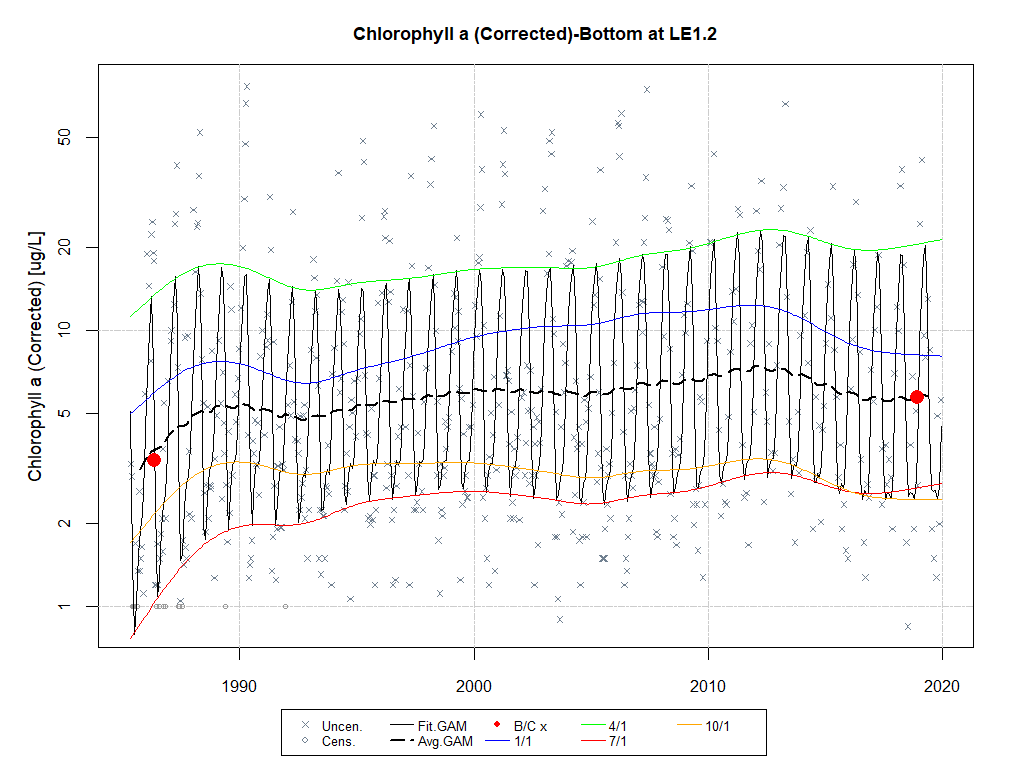 Chlorophyll a (Corrected)-Bottom at LE1.2
Chlorophyll a (Corrected) [ug/L]
50
20
10
5
2
1
1990 2000 2010 2020
Uncen. Fit.GAM B/C x 4/1 10/1
Cens. Avg.GAM 1/1 7/1